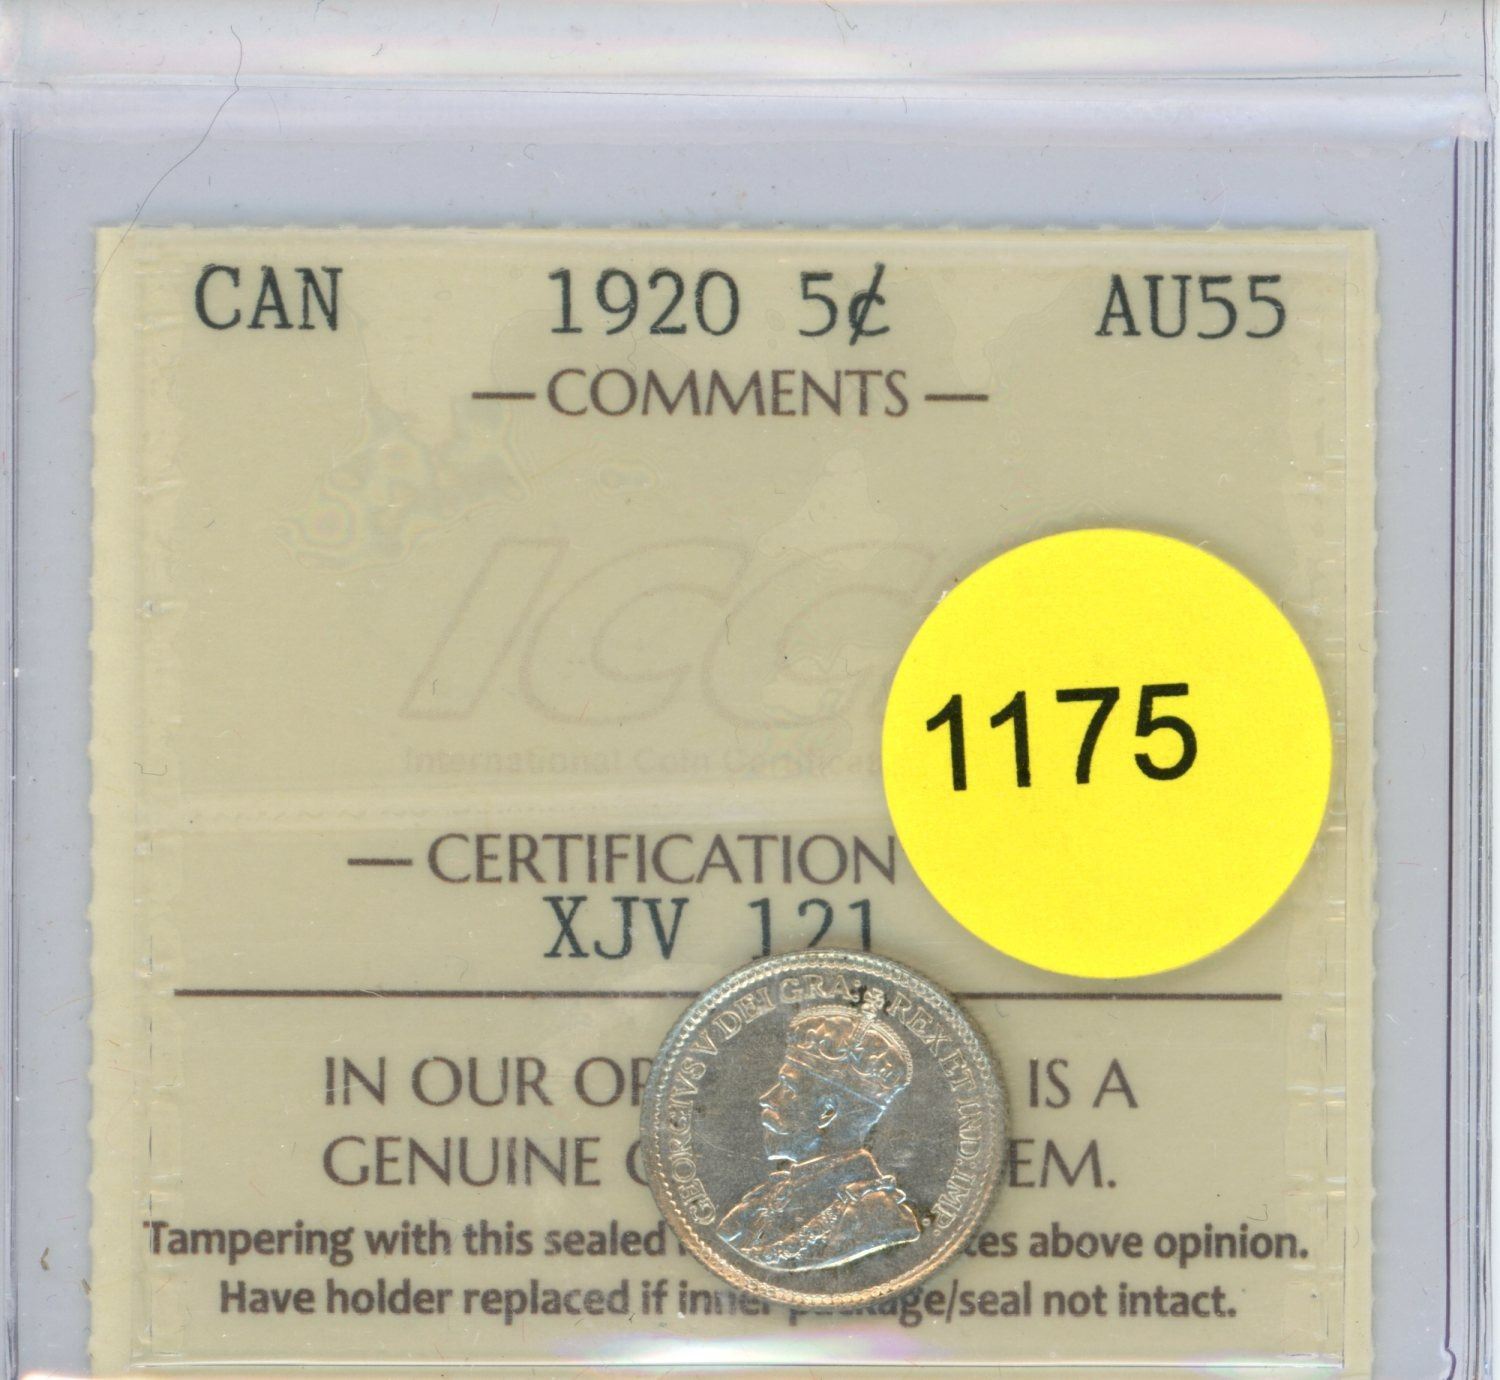 CAN 1920 5¢ AU55
— COMMENTS —
ICC
International Coin Certificat
1175
— CERTIFICATION
XJV 121
GEORGIVS V DEI GRA: REX ET IND: IMP.
IN OUR OP IS A
GENUINE EM.
Tampering with this sealed tes above opinion.
Have holder replaced if inner package/seal not intact.